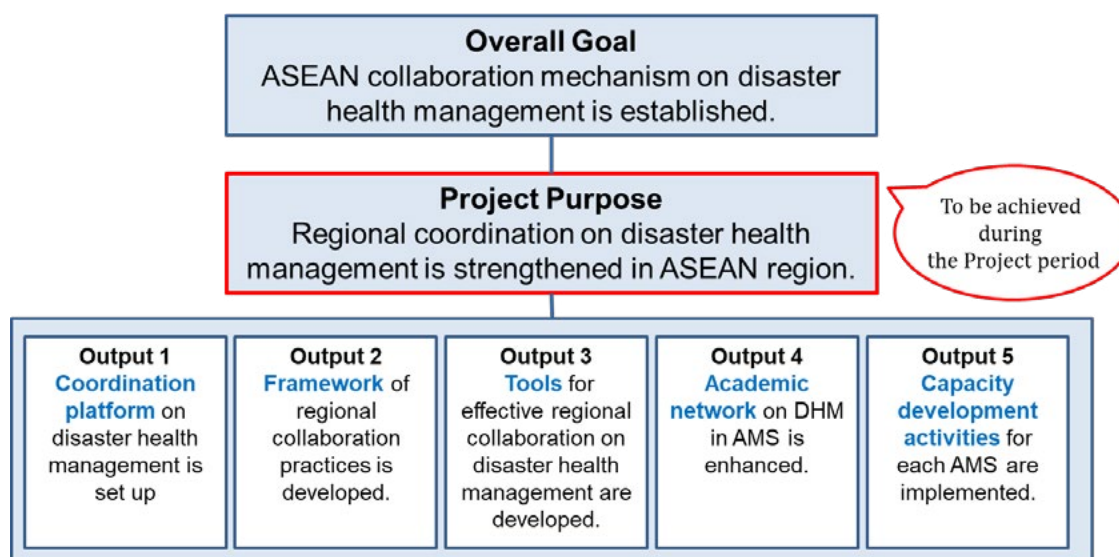 Overall Goal
ASEAN collaboration mechanism on disaster
health management is established.
Project Purpose
Regional coordination on disaster health
management is strengthened in ASEAN region.
To be achieved
during
the Project period
Output 1
Coordination
platform on
disaster health
management is
set up
Output 2
Framework of
regional
collaboration
practices is
developed.
Output 3
Tools for
effective regional
collaboration on
disaster health
management are
developed.
Output 4
Academic
network on DHM
in AMS is
enhanced.
Output 5
Capacity
development
activities for
each AMS are
implemented.